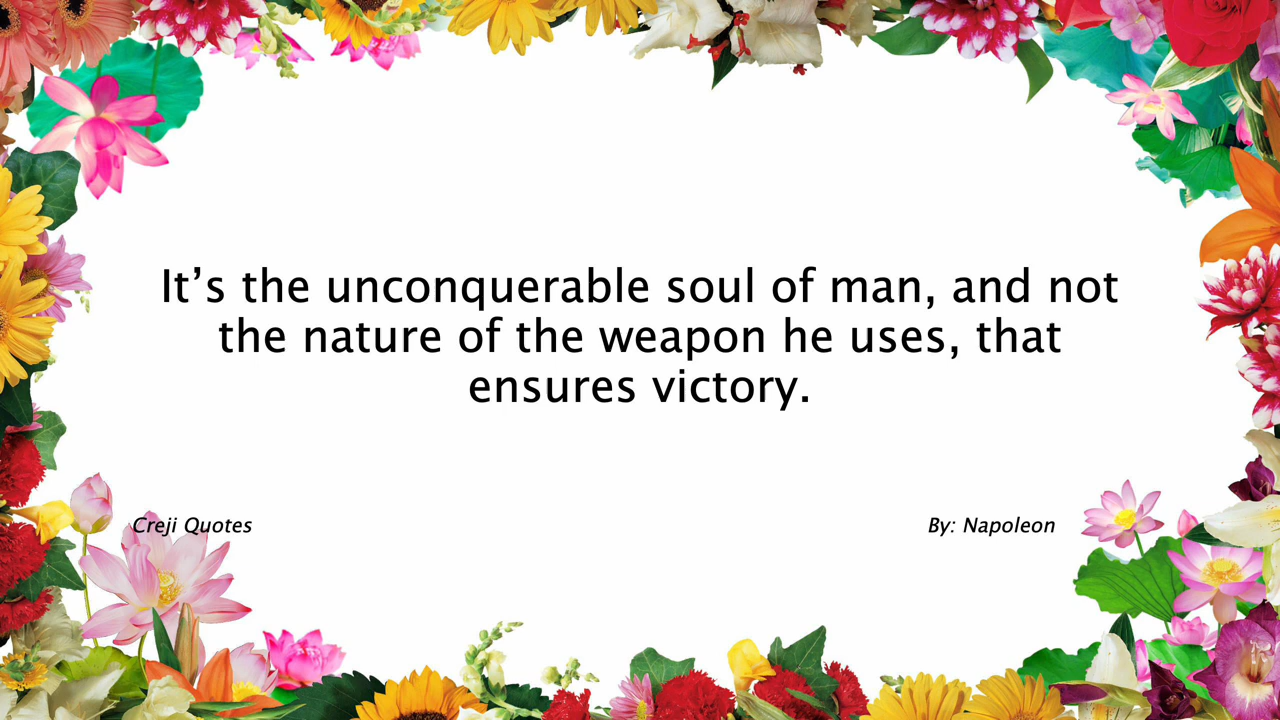 It’s the unconquerable soul of man, and not
the nature of the weapon he uses, that
ensures victory.
Creji Quotes
By: Napoleon